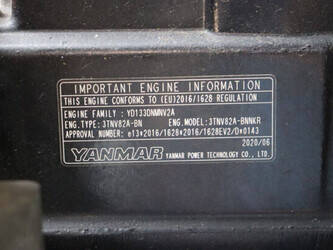 IMPORTANT ENGINE INFORMATION
THIS ENGINE CONFORMS TO (EU)2016/1628 REGULATION
ENGINE FAMILY : YD133DNMNV2A
ENG.TYPE: 3TNV82A-BN ENG.MODEL: 3TNV82A-BNNKR
APPROVAL NUMBER: e13*2016/1628*2016/1628EV2/D*0143
2020/06
YANMAR YANMAR POWER TECHNOLOGY CO., LTD.